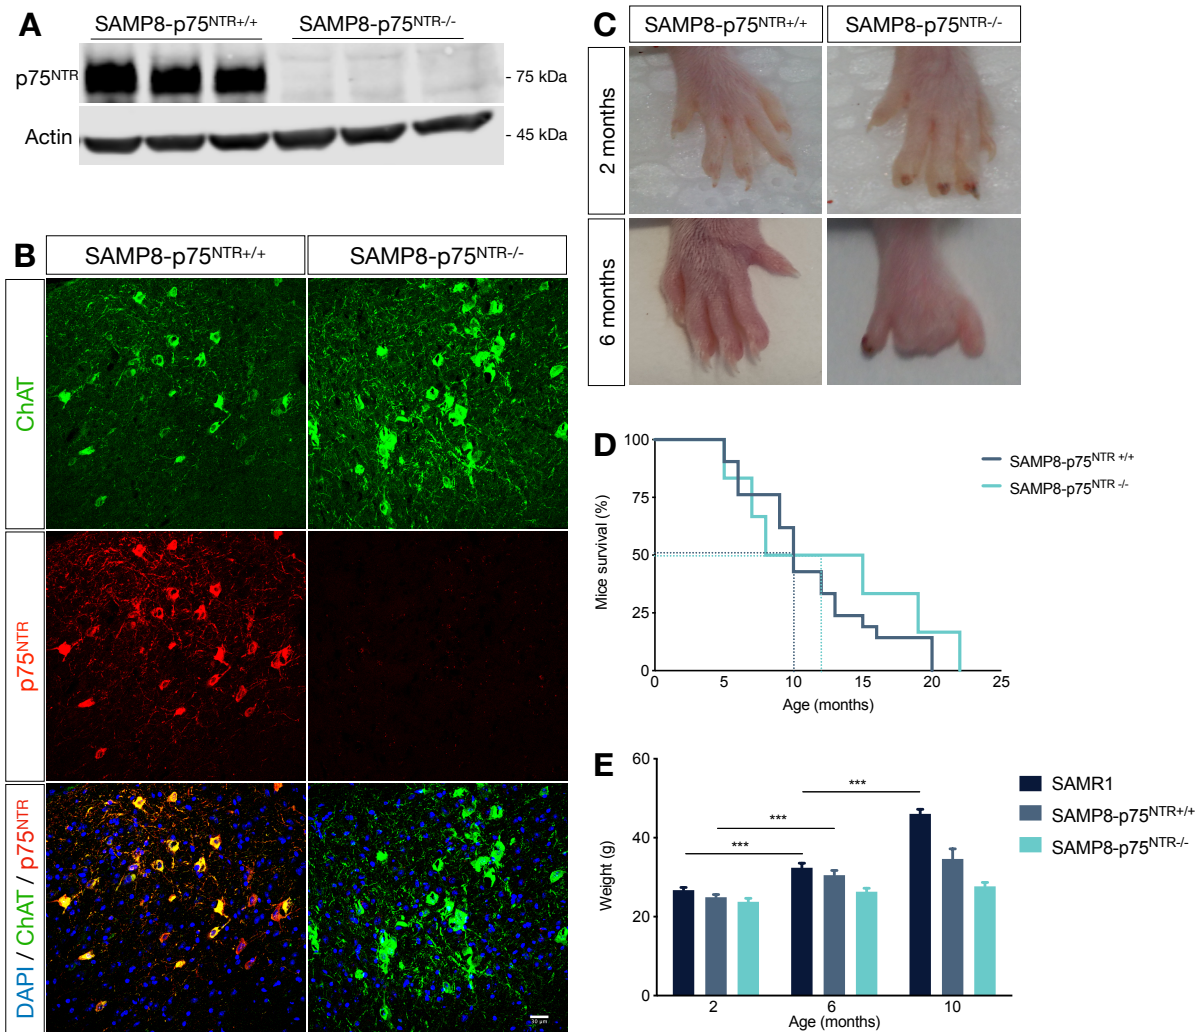 A
SAMP8-p75NTR+/+ SAMP8-p75NTR-/-
p75NTR
- 75 kDa
Actin
- 45 kDa
B
SAMP8-p75NTR+/+ SAMP8-p75NTR-/-
ChAT
p75NTR
DAPI / ChAT / p75NTR
30 µm
C
SAMP8-p75NTR+/+ SAMP8-p75NTR-/-
2 months
6 months
D
Mice survival (%)
100
75
50
25
0
0 5 10 15 20 25
Age (months)
SAMP8-p75NTR +/+
SAMP8-p75NTR -/-
E
Weight (g)
60
40
20
0
***
***
***
2 6 10
Age (months)
SAMR1
SAMP8-p75NTR+/+
SAMP8-p75NTR-/-